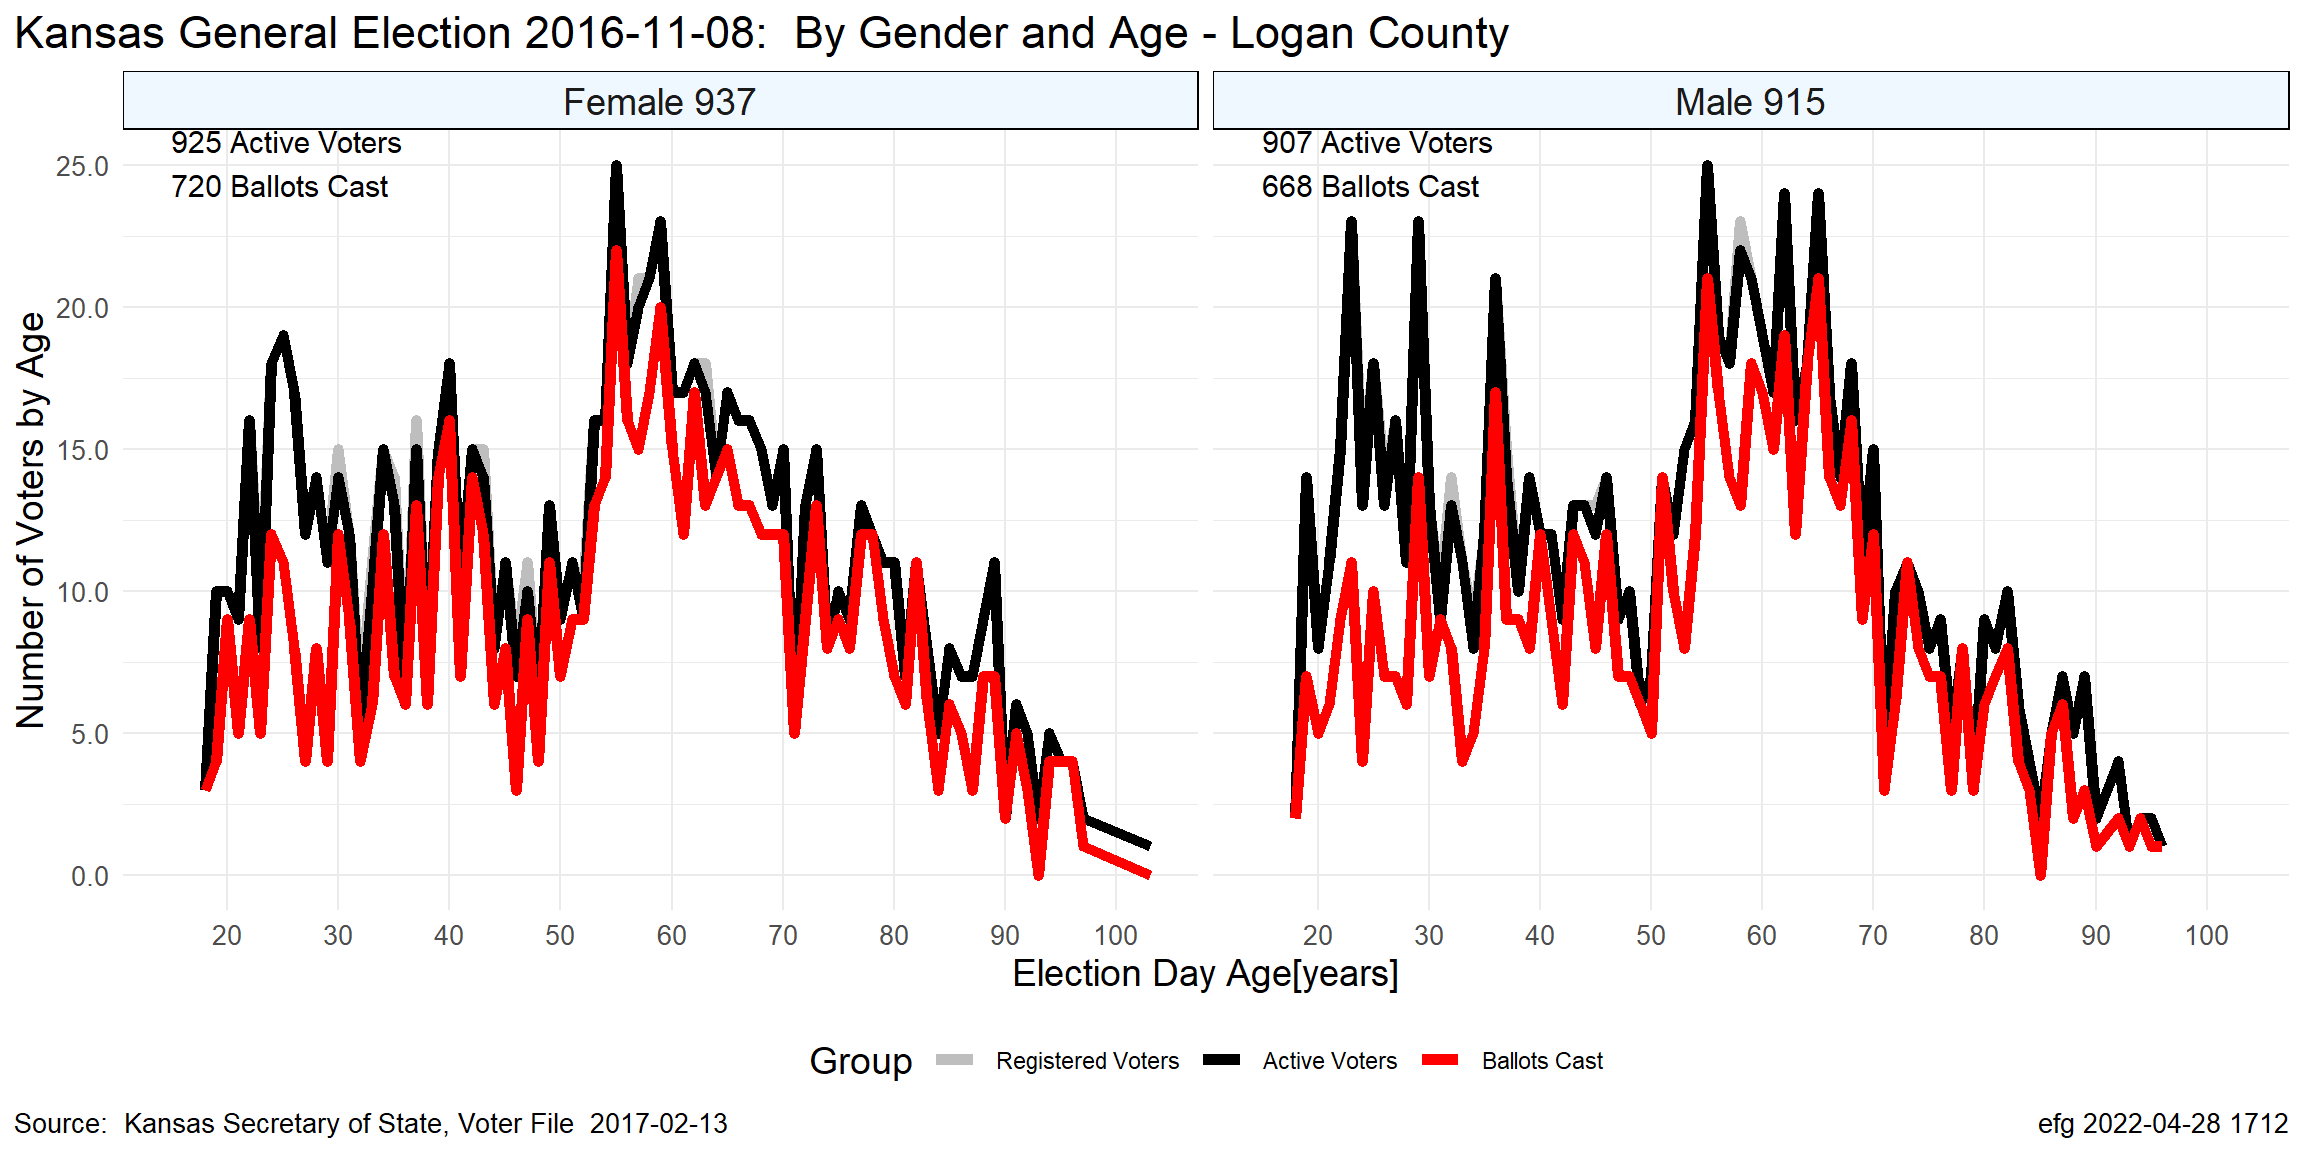 Kansas General Election 2016-11-08:  By Gender and Age - Logan County
Female 937
Male 915
925 Active Voters
720 Ballots Cast
907 Active Voters
668 Ballots Cast
Number of Voters by Age
25.0
20.0
15.0
10.0
5.0
0.0
20 30 40 50 60 70 80 90 100
20 30 40 50 60 70 80 90 100
Election Day Age[years]
Group Registered Voters Active Voters Ballots Cast
Source:  Kansas Secretary of State, Voter File  2017-02-13
efg 2022-04-28 1712